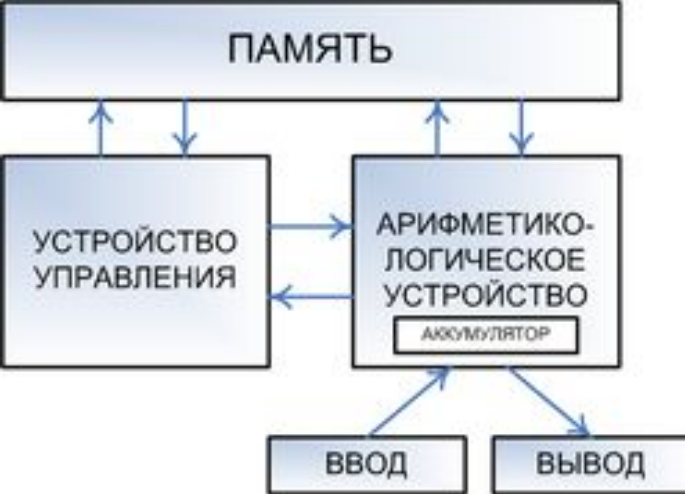 ПАМЯТЬ
УСТРОЙСТВО
УПРАВЛЕНИЯ
АРИФМЕТИКО-
ЛОГИЧЕСКОЕ
УСТРОЙСТВО
АККУМУЛЯТОР
ВВОД
ВЫВОД